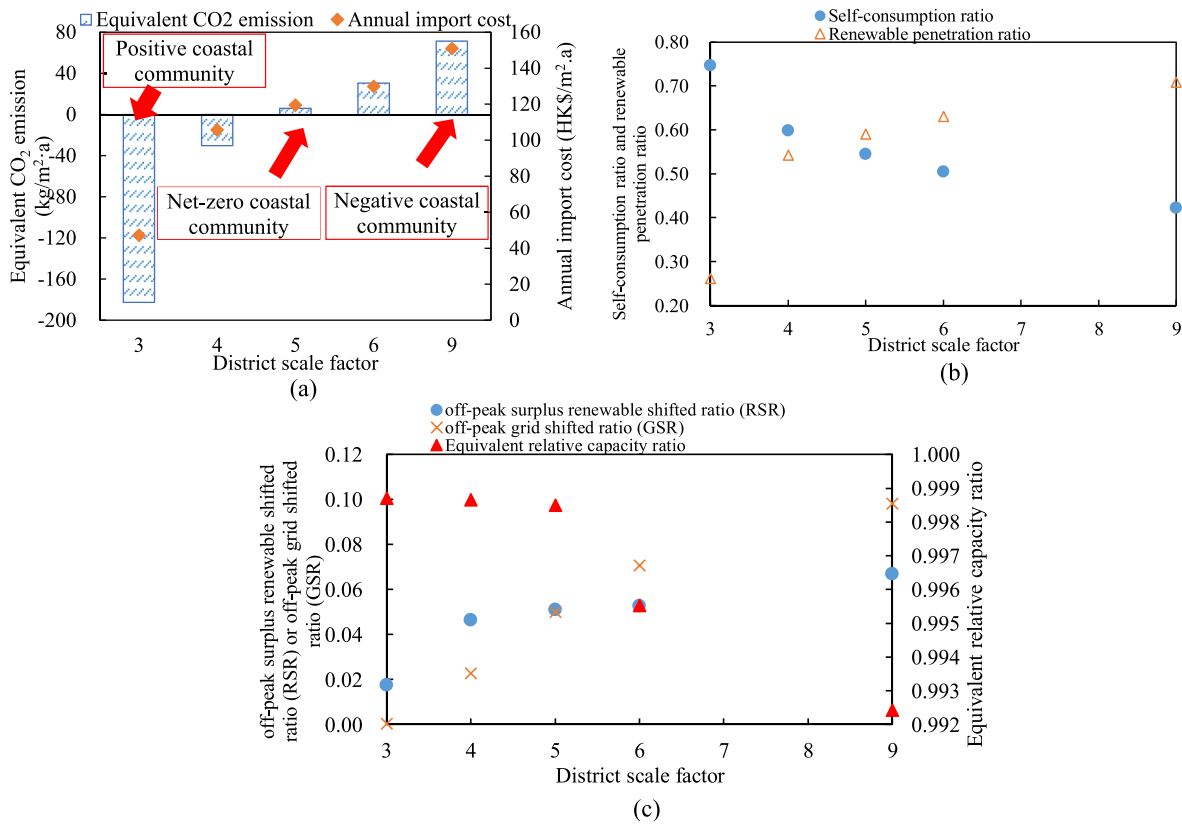 Equivalent CO2 emission
Annual import cost
80
40
0
-40
-80
-120
-160
-200
Equivalent CO2 emission
(kg/m2·a)
Positive coastal
community
Net-zero coastal
community
Negative coastal
community
160
140
120
100
80
60
40
20
0
Annual import cost (HK$/m2.a)
3 4 5 6 9
District scale factor
(a)
Self-consumption ratio
Renewable penetration ratio
0.80
0.70
0.60
0.50
0.40
0.30
0.20
Self-consumption ratio and renewable
penetration ratio
3 4 5 6 7 8 9
District scale factor
(b)
off-peak surplus renewable shifted ratio (RSR)
off-peak grid shifted ratio (GSR)
Equivalent relative capacity ratio
0.12
0.10
0.08
0.06
0.04
0.02
0.00
off-peak surplus renewable shifted
ratio (RSR) or off-peak grid shifted
ratio (GSR)
1.000
0.999
0.998
0.997
0.996
0.995
0.994
0.993
0.992
Equivalent relative capacity ratio
3 4 5 6 7 8 9
District scale factor
(c)